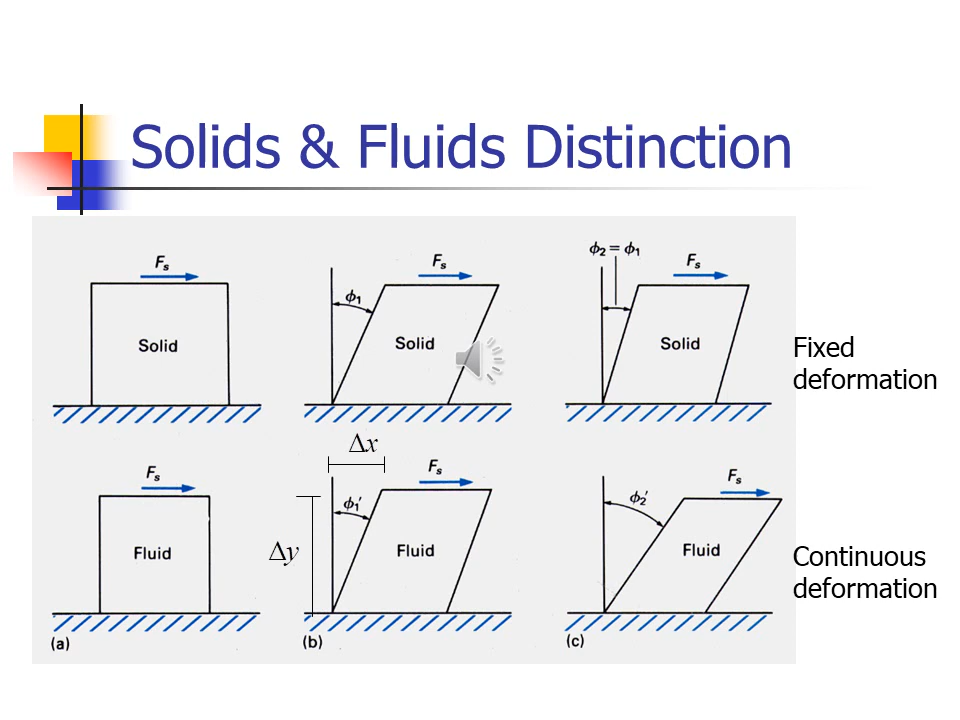 Solids & Fluids Distinction
ϕ₂ = ϕ₁
Fₛ
Fₛ
Fₛ
ϕ₁
Solid
Solid
Solid
Fixed
deformation
Δx
Fₛ
Fₛ
Fₛ
ϕ₁′
ϕ₂′
Δy
Fluid
Fluid
Fluid
Continuous
deformation
(a)
(b)
(c)